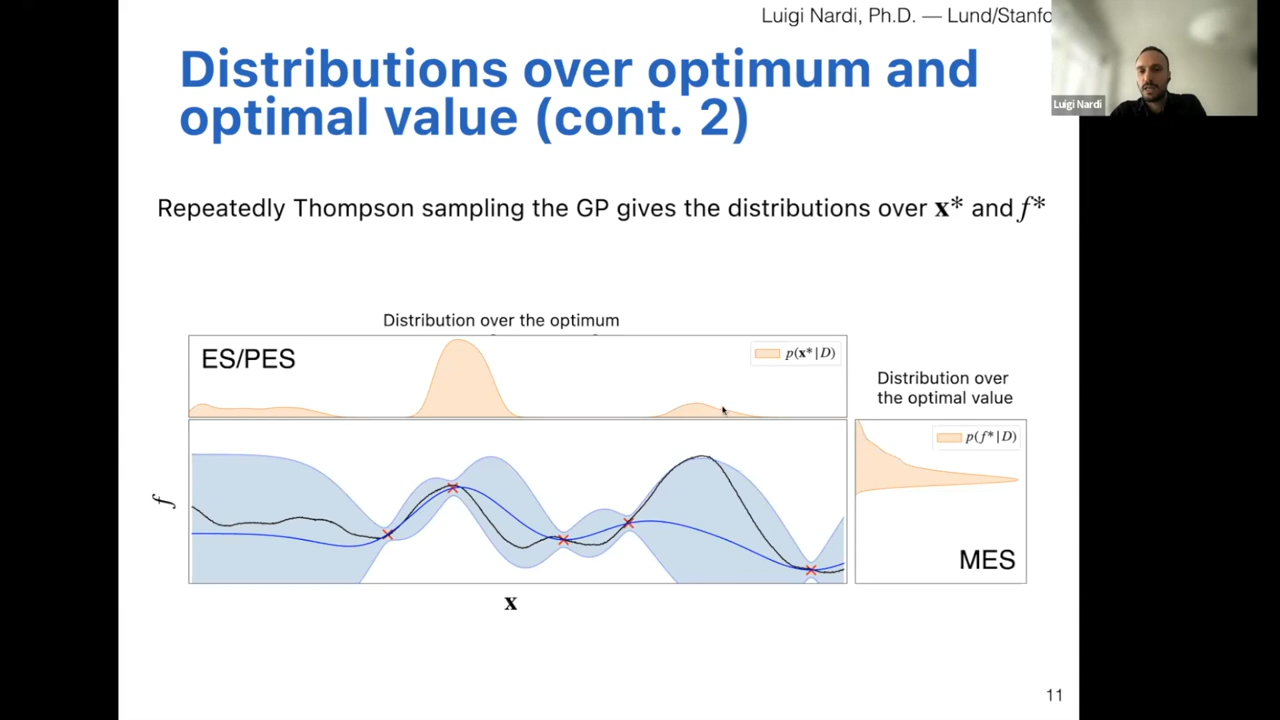 Luigi Nardi, Ph.D. — Lund/Stanfo
Luigi Nardi
Distributions over optimum and
optimal value (cont. 2)
Repeatedly Thompson sampling the GP gives the distributions over x* and f*
Distribution over the optimum
ES/PES
p(x*|D)
Distribution over
the optimal value
p(f*|D)
f
MES
x
11